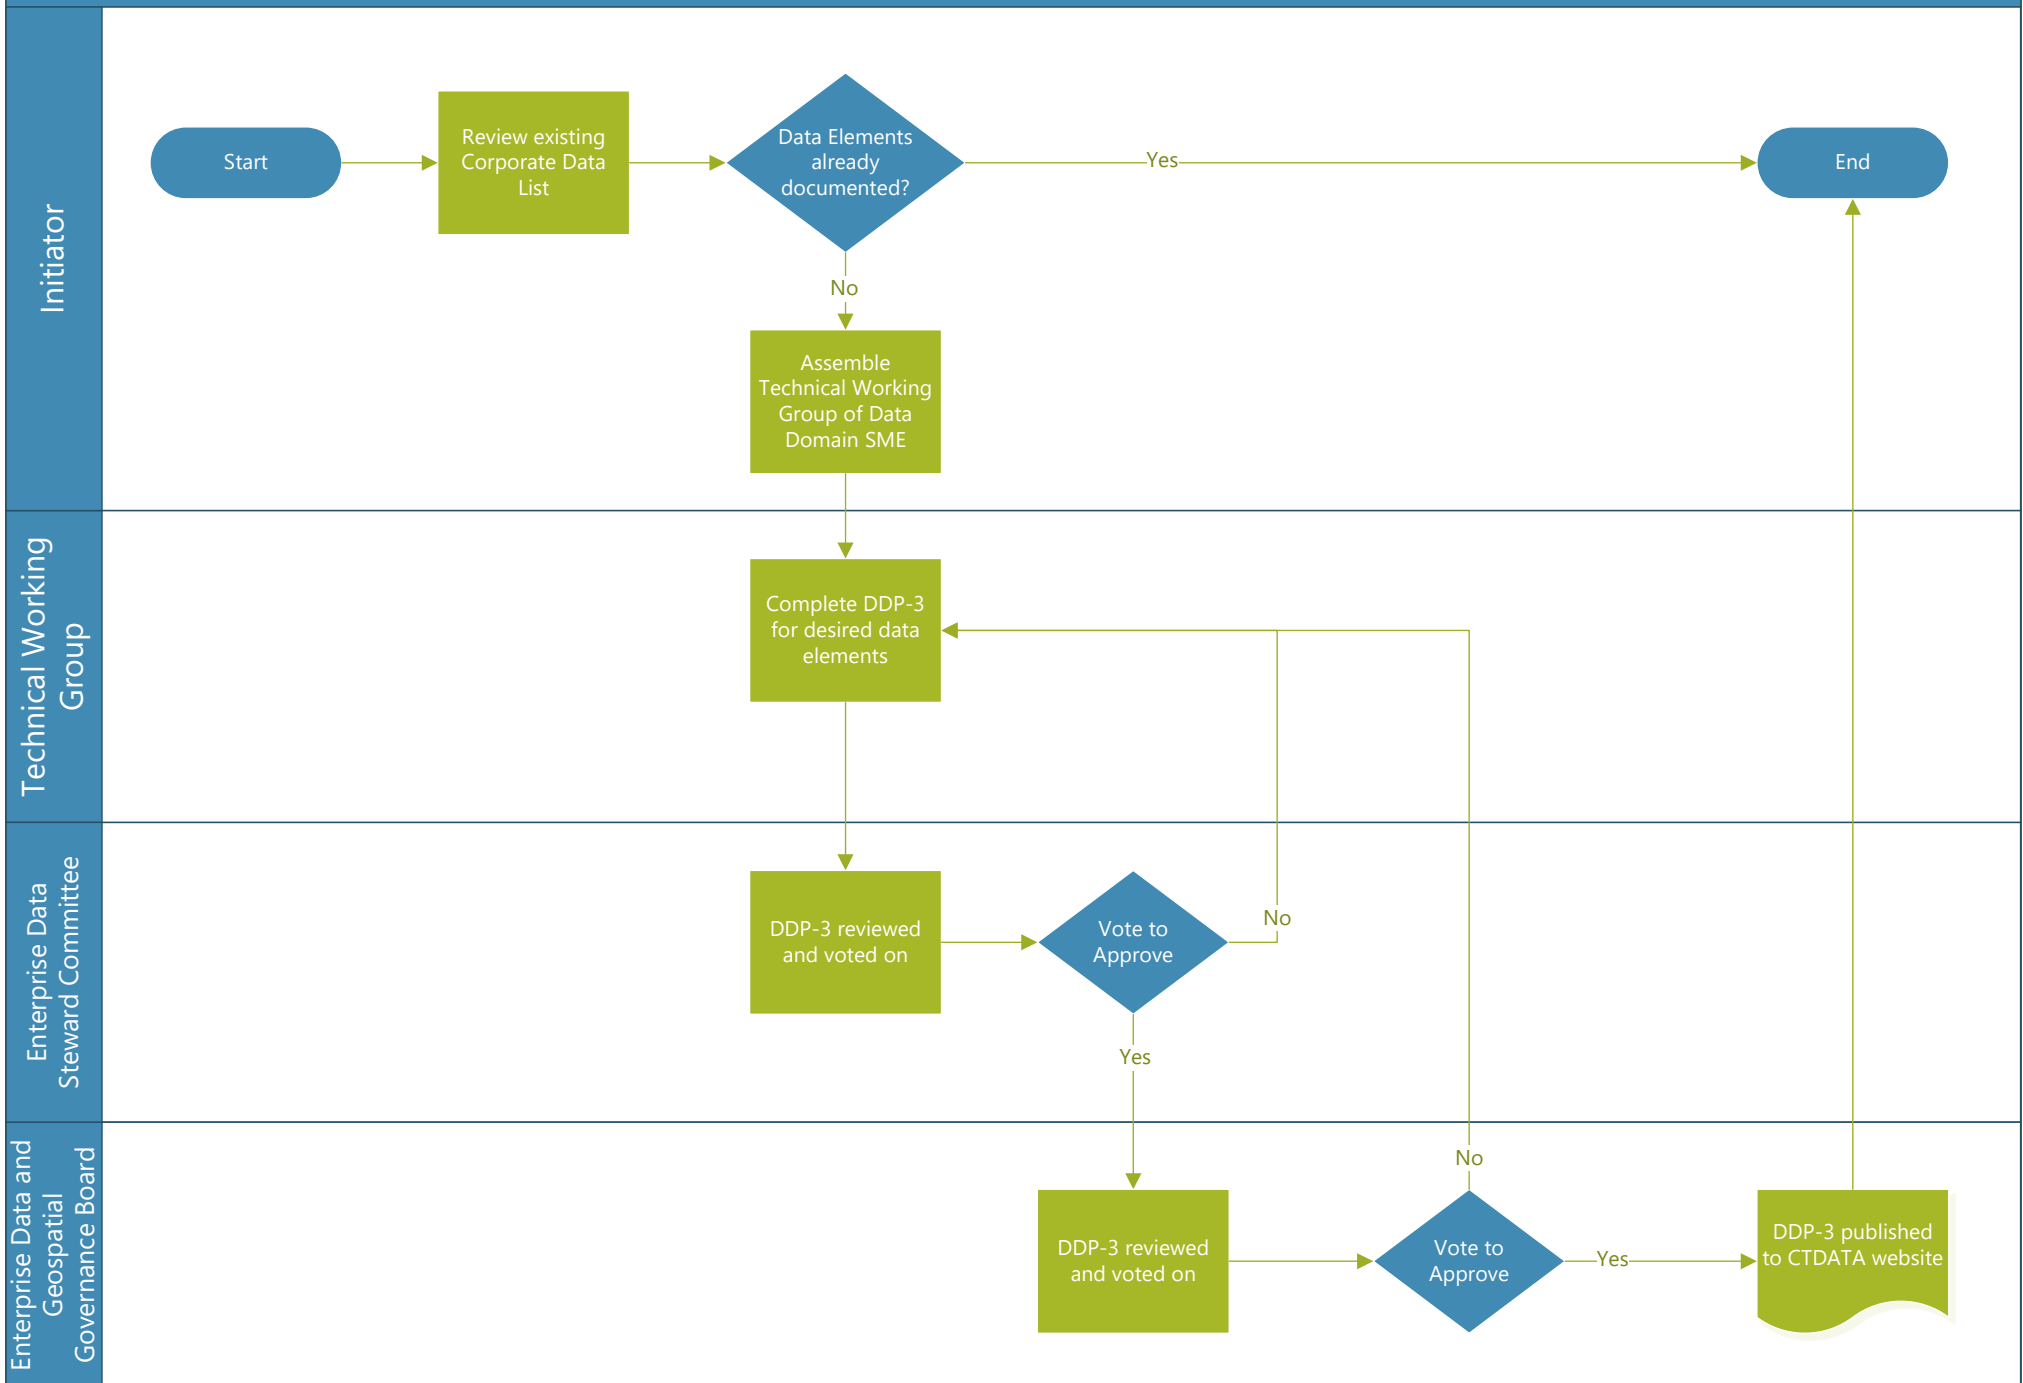 Initiator
Start
Review existing
Corporate Data
List
Data Elements
already
documented?
Yes
End
No
Assemble
Technical Working
Group of Data
Domain SME
Technical Working
Group
Complete DDP-3
for desired data
elements
Enterprise Data
Steward Committee
DDP-3 reviewed
and voted on
Vote to
Approve
No
Yes
Enterprise Data and
Geospatial
Governance Board
DDP-3 reviewed
and voted on
Vote to
Approve
No
Yes
DDP-3 published
to CTDATA website